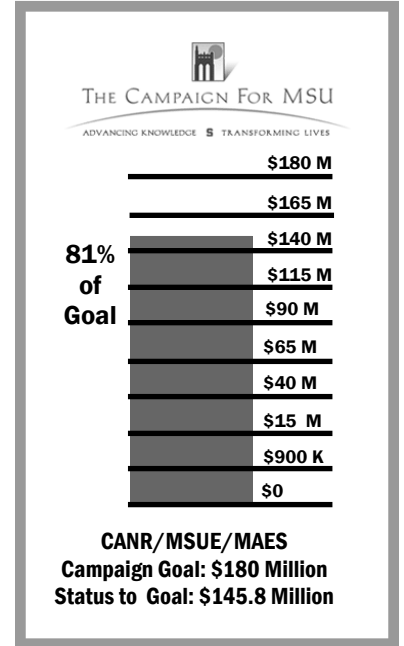 THE CAMPAIGN FOR MSU
ADVANCING KNOWLEDGE S TRANSFORMING LIVES
$180 M
$165 M
$140 M
$115 M
$90 M
$65 M
$40 M
$15 M
$900 K
$0
81%
of
Goal
CANR/MSUE/MAES
Campaign Goal: $180 Million
Status to Goal: $145.8 Million